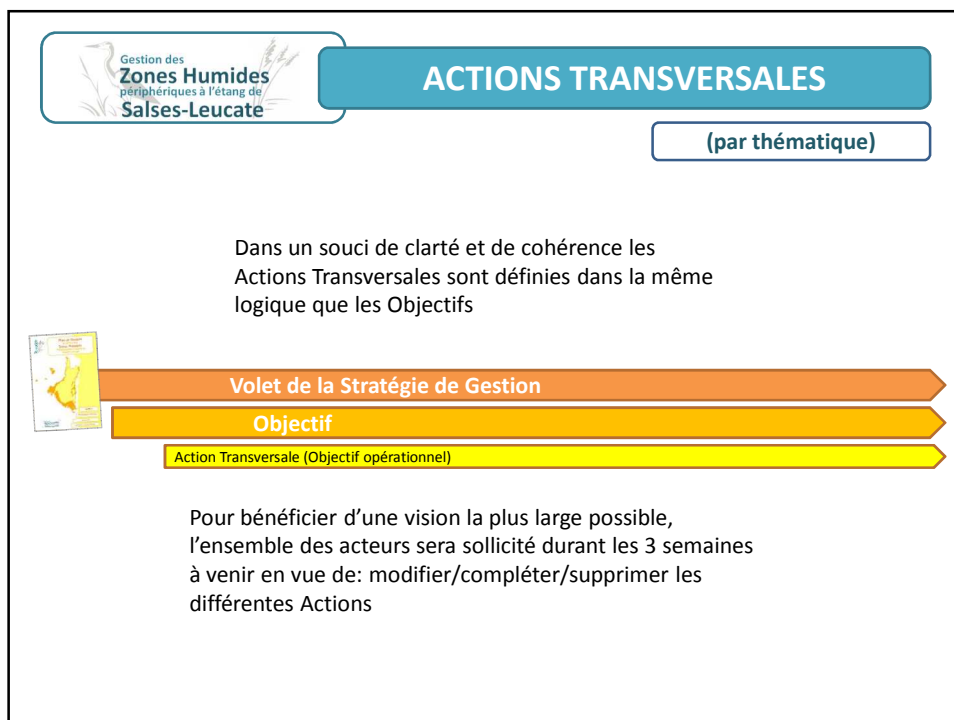 Gestion des
Zones Humides
périphériques à l'étang de
Salses-Leucate
ACTIONS TRANSVERSALES
(par thématique)
Dans un souci de clarté et de cohérence les
Actions Transversales sont définies dans la même
logique que les Objectifs
Volet de la Stratégie de Gestion
Objectif
Action Transversale (Objectif opérationnel)
Pour bénéficier d'une vision la plus large possible,
l'ensemble des acteurs sera sollicité durant les 3 semaines
à venir en vue de: modifier/compléter/supprimer les
différentes Actions